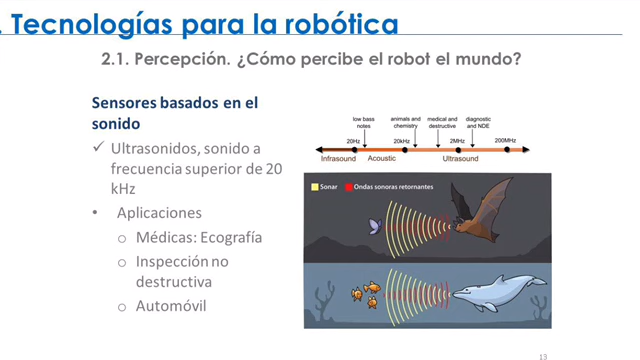 . Tecnologías para la robótica
2.1. Percepción. ¿Cómo percibe el robot el mundo?
Sensores basados en el
sonido
✓ Ultrasonidos, sonido a
frecuencia superior de 20
kHz
• Aplicaciones
o Médicas: Ecografía
o Inspección no
destructiva
o Automóvil
low bass
notes
animals and
chemistry
medical and
destructive
diagnostic
and NDE
20Hz
20kHz
2MHz
200MHz
Infrasound
Acoustic
Ultrasound
Sonar
Ondas sonoras retornantes
13